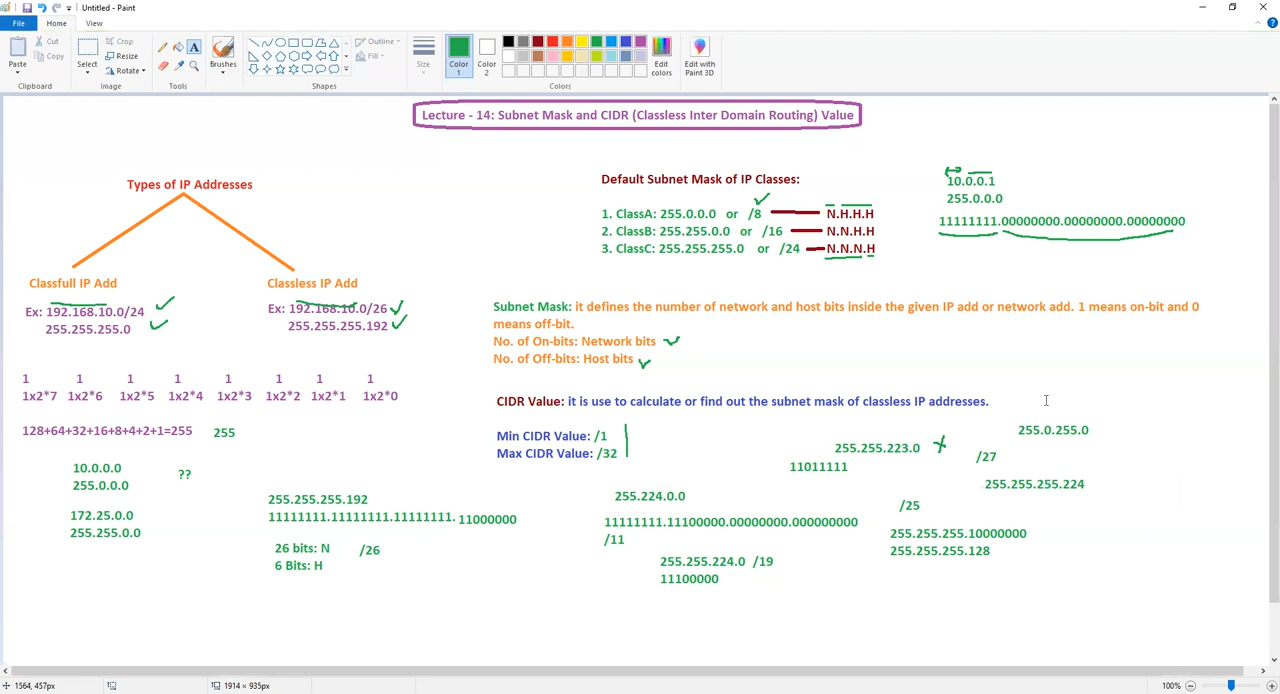 Untitled - Paint
File Home View
Paste
Cut
Copy
Clipboard
Select
Crop
Resize
Rotate
Image
Tools
Brushes
Shapes
Outline
Fill
Size
Color 1
Color 2
Edit colors
Colors
Edit with Paint 3D
Lecture - 14: Subnet Mask and CIDR (Classless Inter Domain Routing) Value
Types of IP Addresses
Classfull IP Add
Ex: 192.168.10.0/24
255.255.255.0
Classless IP Add
Ex: 192.168.10.0/26
255.255.255.192
1 1 1 1 1 1 1 1
1x2*7 1x2*6 1x2*5 1x2*4 1x2*3 1x2*2 1x2*1 1x2*0
128+64+32+16+8+4+2+1=255 255
10.0.0.0
255.0.0.0
??
172.25.0.0
255.255.0.0
255.255.255.192
11111111.11111111.11111111. 11000000
26 bits: N /26
6 Bits: H
Default Subnet Mask of IP Classes:
1. ClassA: 255.0.0.0 or /8 N.H.H.H
2. ClassB: 255.255.0.0 or /16 N.N.H.H
3. ClassC: 255.255.255.0 or /24 N.N.N.H
10.0.0.1
255.0.0.0
11111111.00000000.00000000.00000000
Subnet Mask: it defines the number of network and host bits inside the given IP add or network add. 1 means on-bit and 0
means off-bit.
No. of On-bits: Network bits
No. of Off-bits: Host bits
CIDR Value: it is use to calculate or find out the subnet mask of classless IP addresses.
Min CIDR Value: /1
Max CIDR Value: /32
255.224.0.0
11111111.11100000.00000000.000000000
/11
255.255.224.0 /19
11100000
255.255.223.0
11011111
255.0.255.0
/27
255.255.255.224
/25
255.255.255.10000000
255.255.255.128
1564, 457px
1914 × 935px
100%